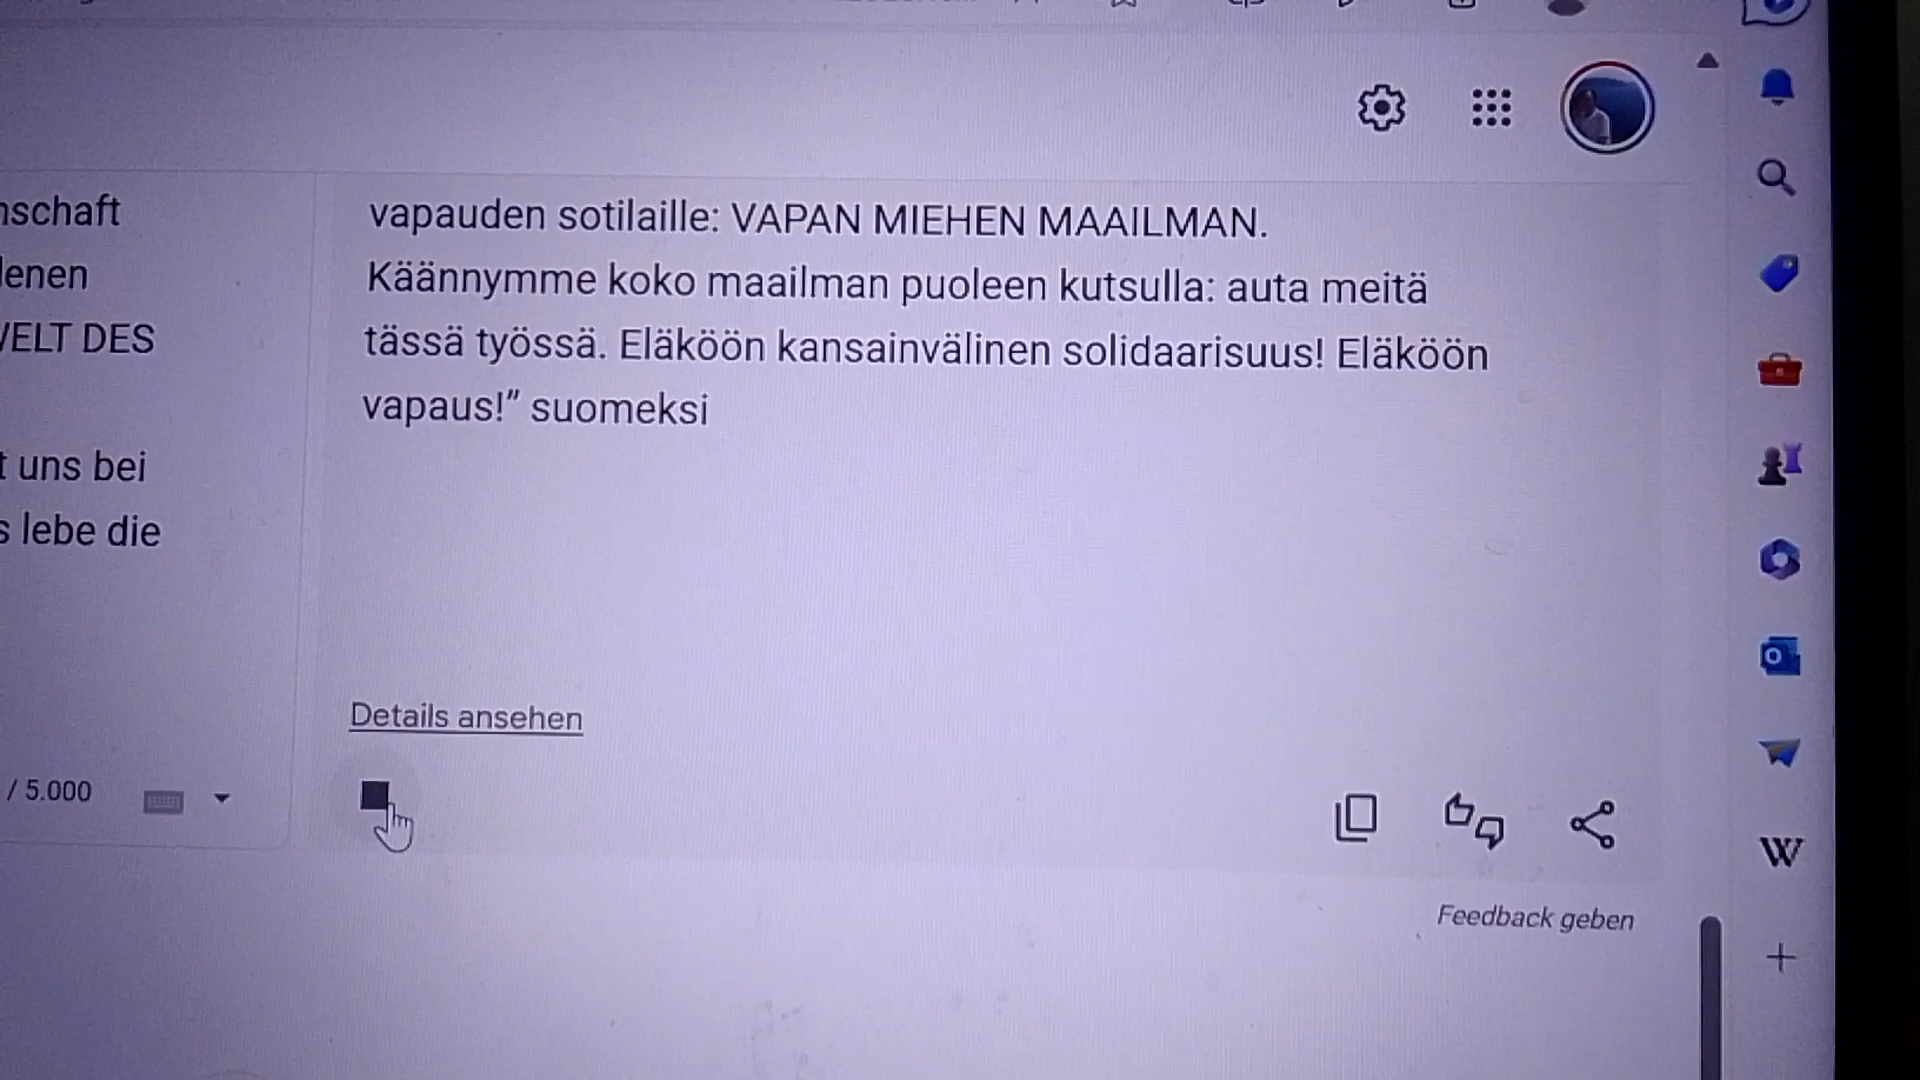 vapauden sotilaille: VAPAN MIEHEN MAAILMAN.
Käännymme koko maailman puoleen kutsulla: auta meitä
tässä työssä. Eläköön kansainvälinen solidaarisuus! Eläköön
vapaus!” suomeksi
nschaft
lenen
WELT DES
t uns bei
s lebe die
Details ansehen
/ 5.000
Feedback geben
W